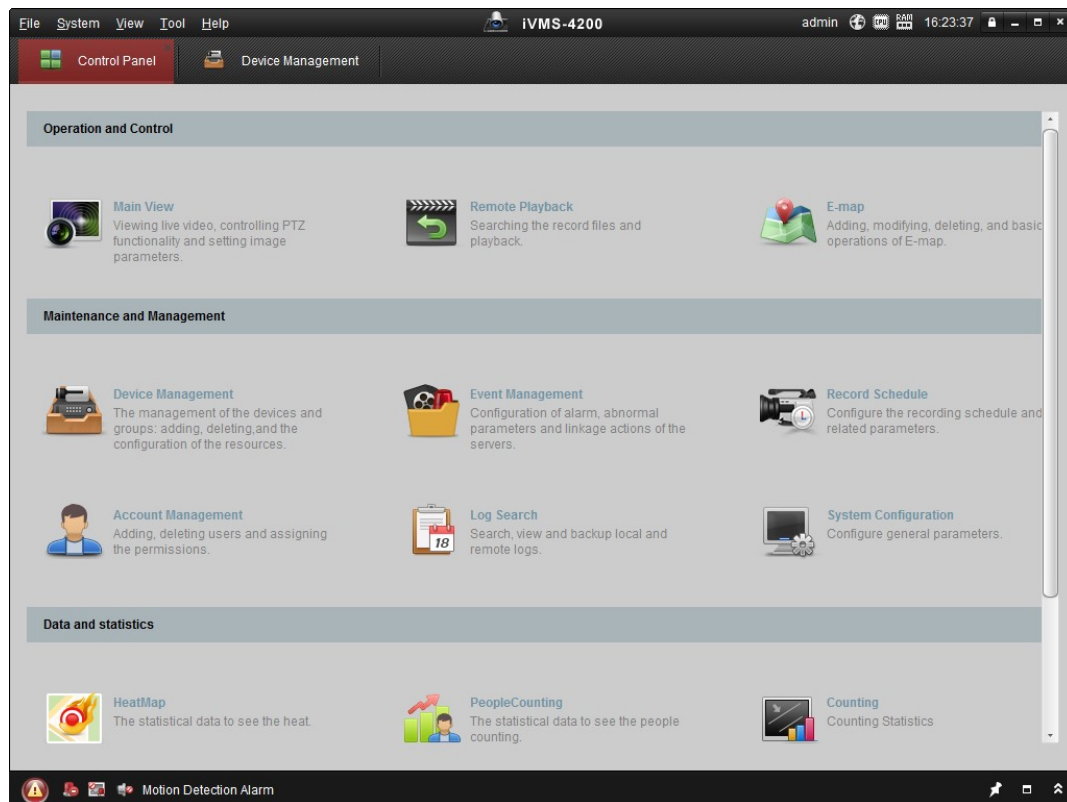 File System View Tool Help iVMS-4200 admin CPU RAM 16:23:37
Control Panel Device Management
Operation and Control
Main View
Viewing live video, controlling PTZ
functionality and setting image
parameters.
Remote Playback
Searching the record files and
playback.
E-map
Adding, modifying, deleting, and basic
operations of E-map.
Maintenance and Management
Device Management
The management of the devices and
groups: adding, deleting,and the
configuration of the resources.
Event Management
Configuration of alarm, abnormal
parameters and linkage actions of the
servers.
Record Schedule
Configure the recording schedule and
related parameters.
Account Management
Adding, deleting users and assigning
the permissions.
18
Log Search
Search, view and backup local and
remote logs.
System Configuration
Configure general parameters.
Data and statistics
HeatMap
The statistical data to see the heat.
PeopleCounting
The statistical data to see the people
counting.
Counting
Counting Statistics
Motion Detection Alarm